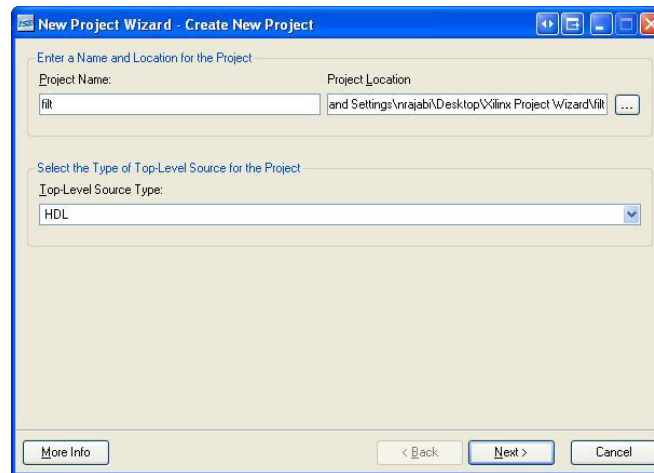 New Project Wizard - Create New Project
Enter a Name and Location for the Project
Project Name:
Project Location
filt
and Settings\nrajabi\Desktop\Xilinx Project Wizard\filt
...
Select the Type of Top-Level Source for the Project
Top-Level Source Type:
HDL
More Info
< Back
Next >
Cancel